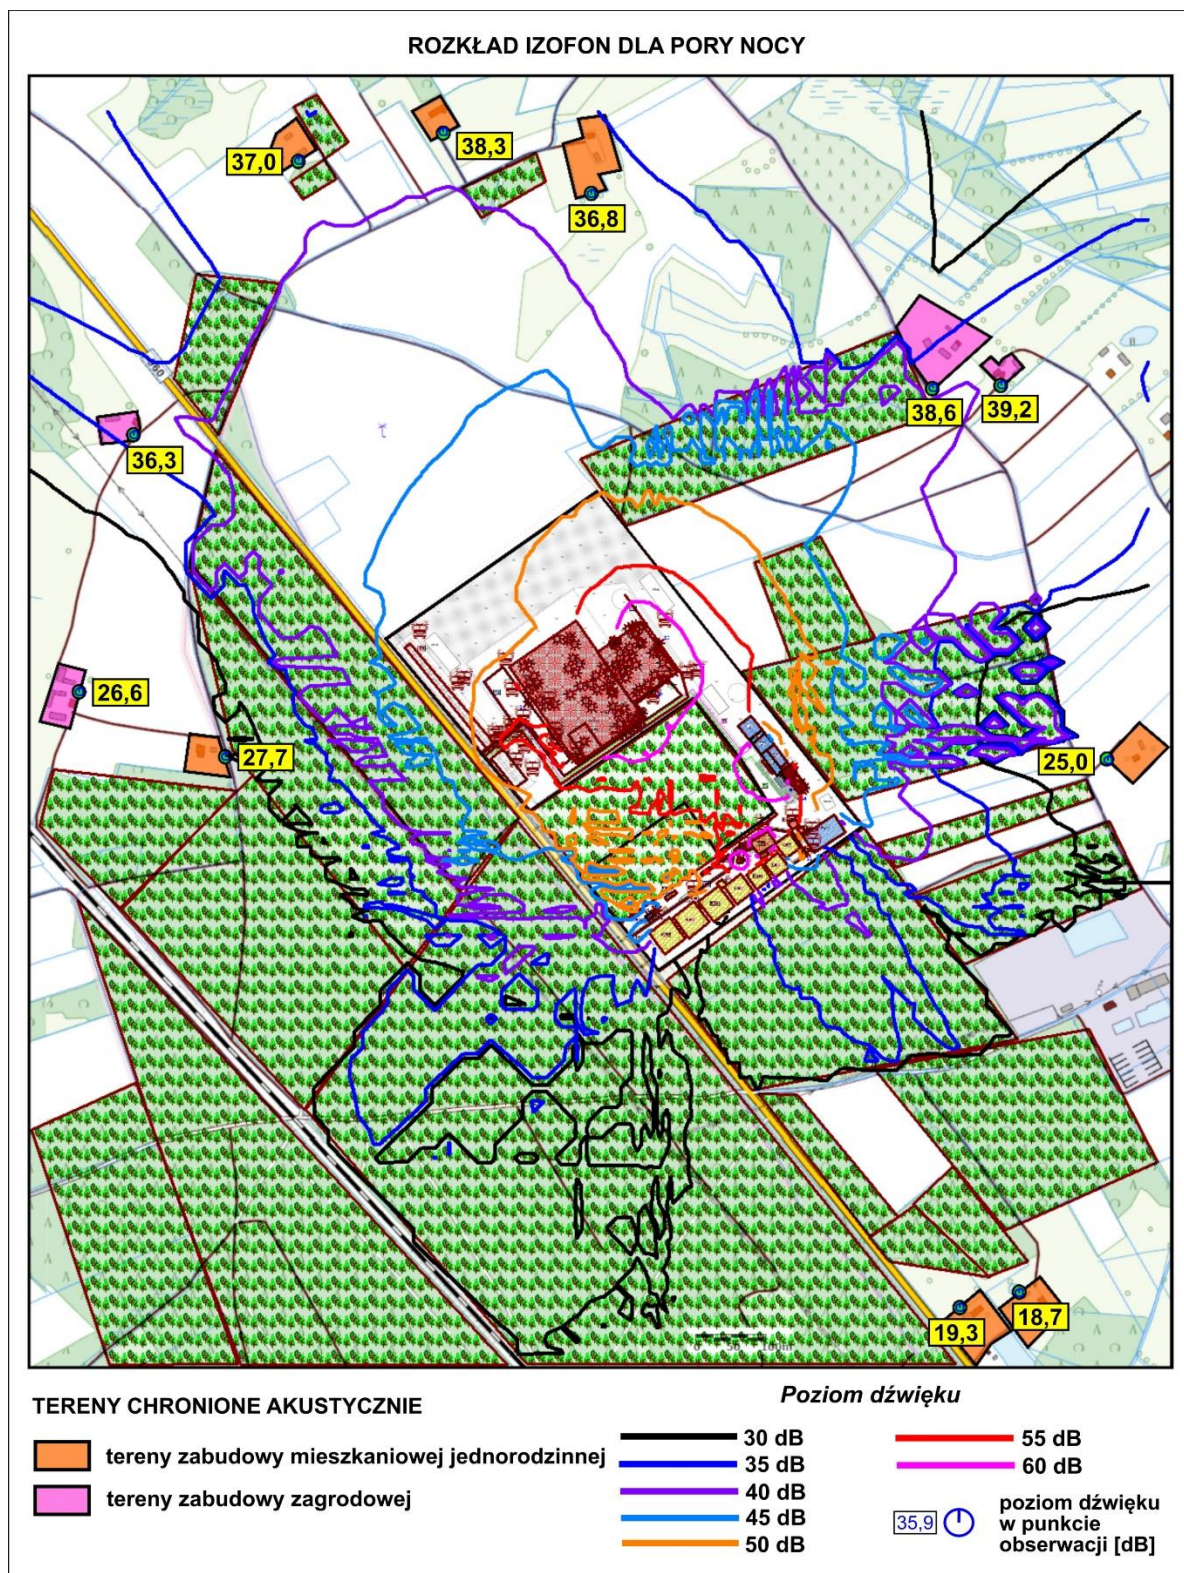 ROZKŁAD IZOFON DLA PORY NOCY
37,0
38,3
36,8
38,6
39,2
36,3
26,6
27,7
25,0
19,3
18,7
0 50 100m
TERENY CHRONIONE AKUSTYCZNIE
tereny zabudowy mieszkaniowej jednorodzinnej
tereny zabudowy zagrodowej
Poziom dźwięku
30 dB
35 dB
40 dB
45 dB
50 dB
55 dB
60 dB
35,9
poziom dźwięku
w punkcie
obserwacji [dB]